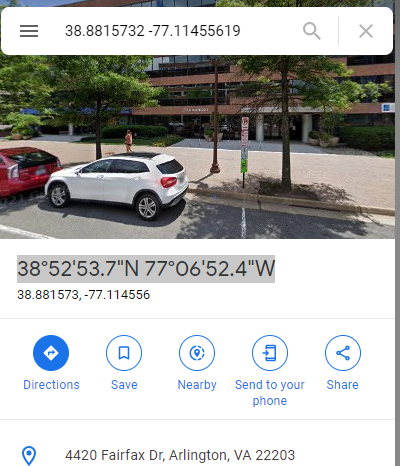 38.8815732 -77.11455619
38°52'53.7"N 77°06'52.4"W
38.881573, -77.114556
Directions
Save
Nearby
Send to your
phone
Share
4420 Fairfax Dr, Arlington, VA 22203